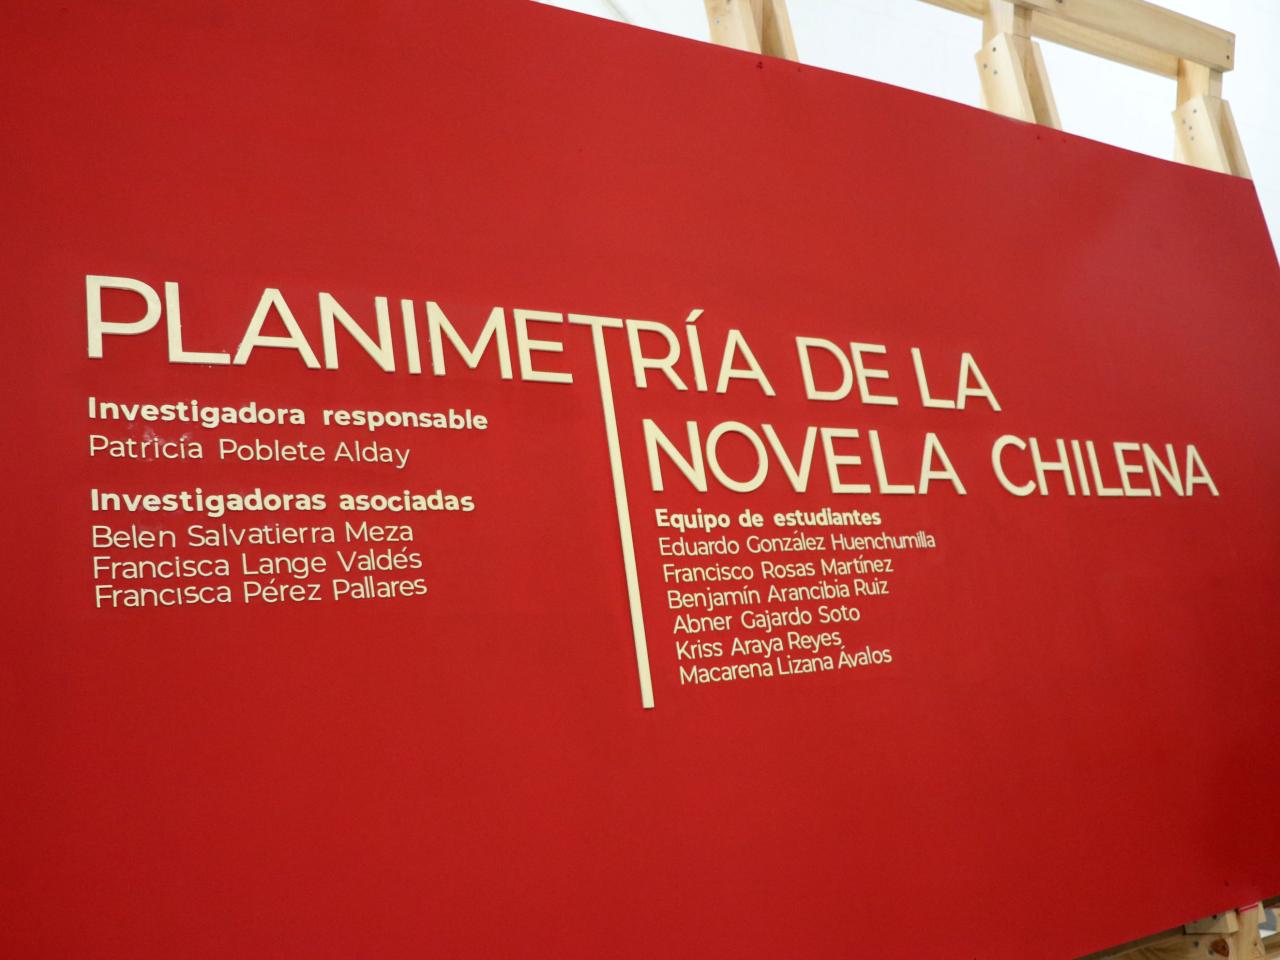 PLANIMETRÍA DE LA
NOVELA CHILENA
Investigadora responsable
Patricia Poblete Alday
Investigadoras asociadas
Belen Salvatierra Meza
Francisca Lange Valdés
Francisca Pérez Pallares
Equipo de estudiantes
Eduardo González Huenchumilla
Francisco Rosas Martínez
Benjamín Arancibia Ruiz
Abner Gajardo Soto
Kriss Araya Reyes
Macarena Lizana Ávalos